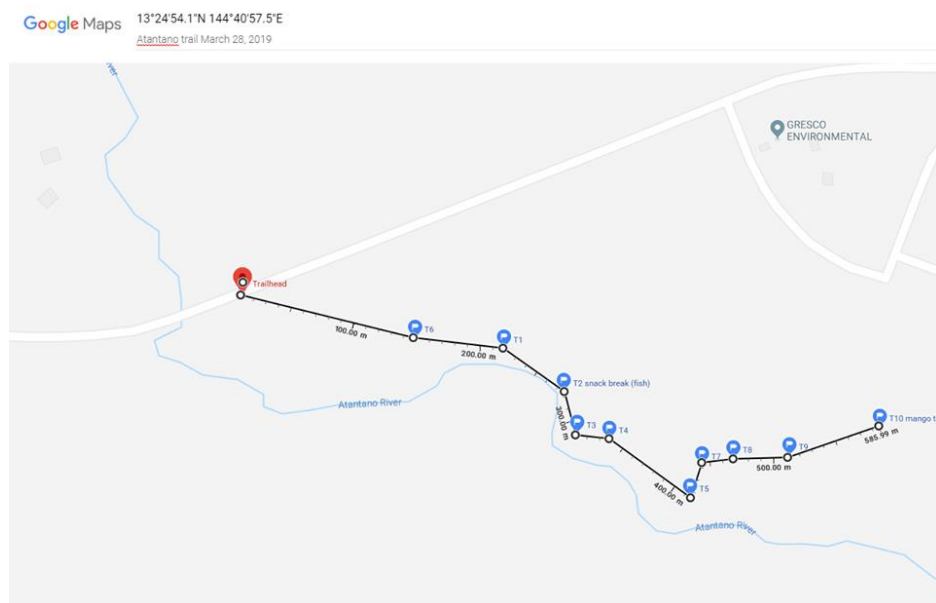 Google Maps
13°24'54.1"N 144°40'57.5"E
Atantano trail March 28, 2019
GRESCO
ENVIRONMENTAL
Trailhead
100.00 m
T6
200.00 m
T1
T2 snack break (fish)
Atantano River
300.00 m
T3
T4
T10 mango t
585.99 m
T7
T8
T9
500.00 m
400.00 m
T5
Atantano River